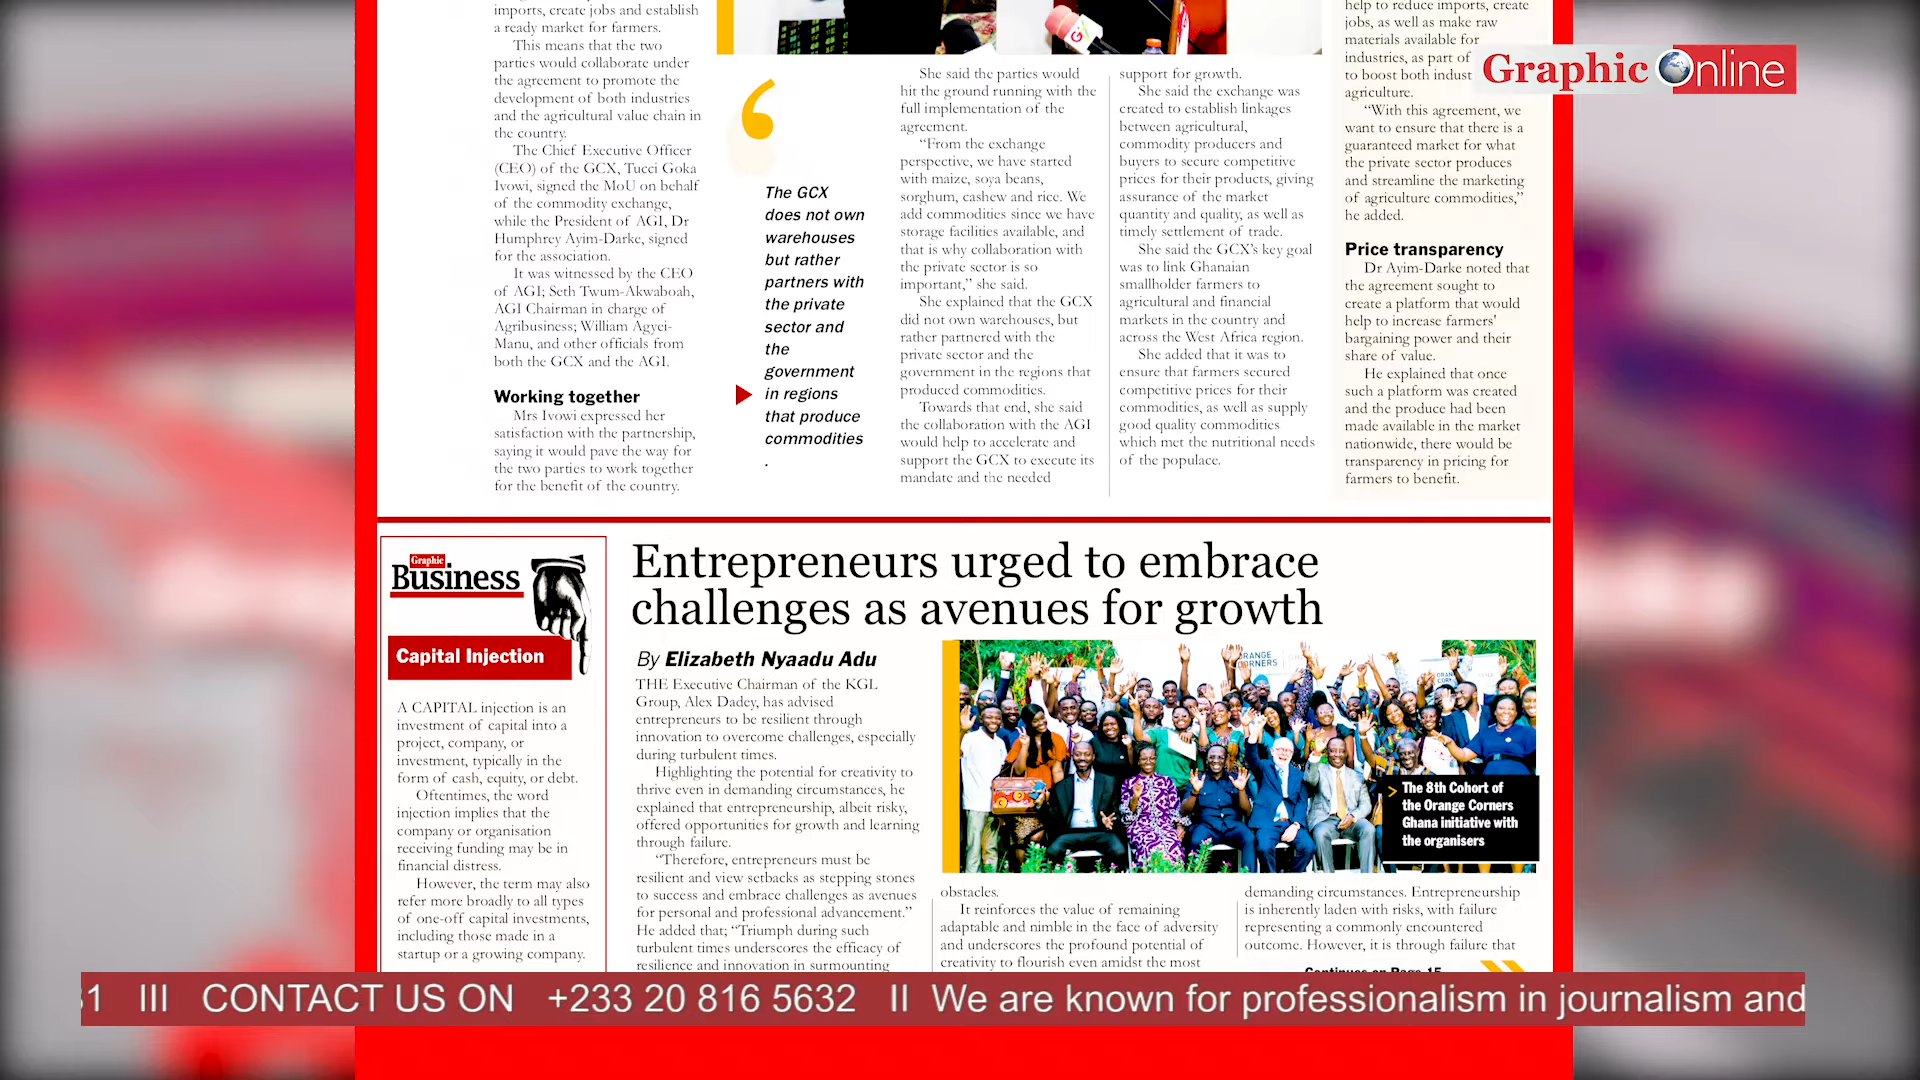 imports, create jobs and establish
a ready market for farmers.
This means that the two
parties would collaborate under
the agreement to promote the
development of both industries
and the agricultural value chain in
the country.
The Chief Executive Officer
(CEO) of the GCX, Tucci Goka
Ivowi, signed the MoU on behalf
of the commodity exchange,
while the President of AGI, Dr
Humphrey Ayim-Darke, signed
for the association.
It was witnessed by the CEO
of AGI; Seth Twum-Akwaboah,
AGI Chairman in charge of
Agribusiness; William Agyei-
Manu, and other officials from
both the GCX and the AGI.
Working together
Mrs Ivowi expressed her
satisfaction with the partnership,
saying it would pave the way for
the two parties to work together
for the benefit of the country.
The GCX
does not own
warehouses
but rather
partners with
the private
sector and
the
government
in regions
that produce
commodities
.
She said the parties would
hit the ground running with the
full implementation of the
agreement.
“From the exchange
perspective, we have started
with maize, soya beans,
sorghum, cashew and rice. We
add commodities since we have
storage facilities available, and
that is why collaboration with
the private sector is so
important,” she said.
She explained that the GCX
did not own warehouses, but
rather partnered with the
private sector and the
government in the regions that
produced commodities.
Towards that end, she said
the collaboration with the AGI
would help to accelerate and
support the GCX to execute its
mandate and the needed
support for growth.
She said the exchange was
created to establish linkages
between agricultural,
commodity producers and
buyers to secure competitive
prices for their products, giving
assurance of the market
quantity and quality, as well as
timely settlement of trade.
She said the GCX's key goal
was to link Ghanaian
smallholder farmers to
agricultural and financial
markets in the country and
across the West Africa region.
She added that it was to
ensure that farmers secured
competitive prices for their
commodities, as well as supply
good quality commodities
which met the nutritional needs
of the populace.
help to reduce imports, create
jobs, as well as make raw
materials available for
industries, as part of
to boost both indust
agriculture.
“With this agreement, we
want to ensure that there is a
guaranteed market for what
the private sector produces
and streamline the marketing
of agriculture commodities,”
he added.
Price transparency
Dr Ayim-Darke noted that
the agreement sought to
create a platform that would
help to increase farmers'
bargaining power and their
share of value.
He explained that once
such a platform was created
and the produce had been
made available in the market
nationwide, there would be
transparency in pricing for
farmers to benefit.
Graphic Online
Graphic
Business
Capital Injection
A CAPITAL injection is an
investment of capital into a
project, company, or
investment, typically in the
form of cash, equity, or debt.
Oftentimes, the word
injection implies that the
company or organisation
receiving funding may be in
financial distress.
However, the term may also
refer more broadly to all types
of one-off capital investments,
including those made in a
startup or a growing company.
Entrepreneurs urged to embrace
challenges as avenues for growth
By Elizabeth Nyaadu Adu
THE Executive Chairman of the KGL
Group, Alex Dadey, has advised
entrepreneurs to be resilient through
innovation to overcome challenges, especially
during turbulent times.
Highlighting the potential for creativity to
thrive even in demanding circumstances, he
explained that entrepreneurship, albeit risky,
offered opportunities for growth and learning
through failure.
“Therefore, entrepreneurs must be
resilient and view setbacks as stepping stones
to success and embrace challenges as avenues
for personal and professional advancement.”
He added that; “Triumph during such
turbulent times underscores the efficacy of
resilience and innovation in surmounting
ORANGE
CORNERS
The 8th Cohort of
the Orange Corners
Ghana initiative with
the organisers
obstacles.
It reinforces the value of remaining
adaptable and nimble in the face of adversity
and underscores the profound potential of
creativity to flourish even amidst the most
demanding circumstances. Entrepreneurship
is inherently laden with risks, with failure
representing a commonly encountered
outcome. However, it is through failure that
Continues on Page 15
61 III CONTACT US ON +233 20 816 5632 II We are known for professionalism in journalism and